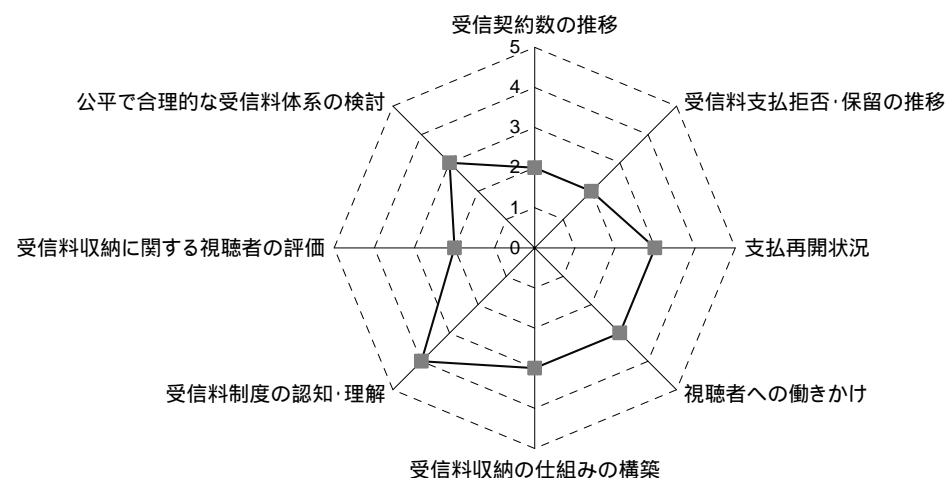 受信契約数の推移
5
公平で合理的な受信料体系の検討
4
受信料支払拒否・保留の推移
3
2
1
受信料収納に関する視聴者の評価
0
支払再開状況
受信料制度の認知・理解
視聴者への働きかけ
受信料収納の仕組みの構築